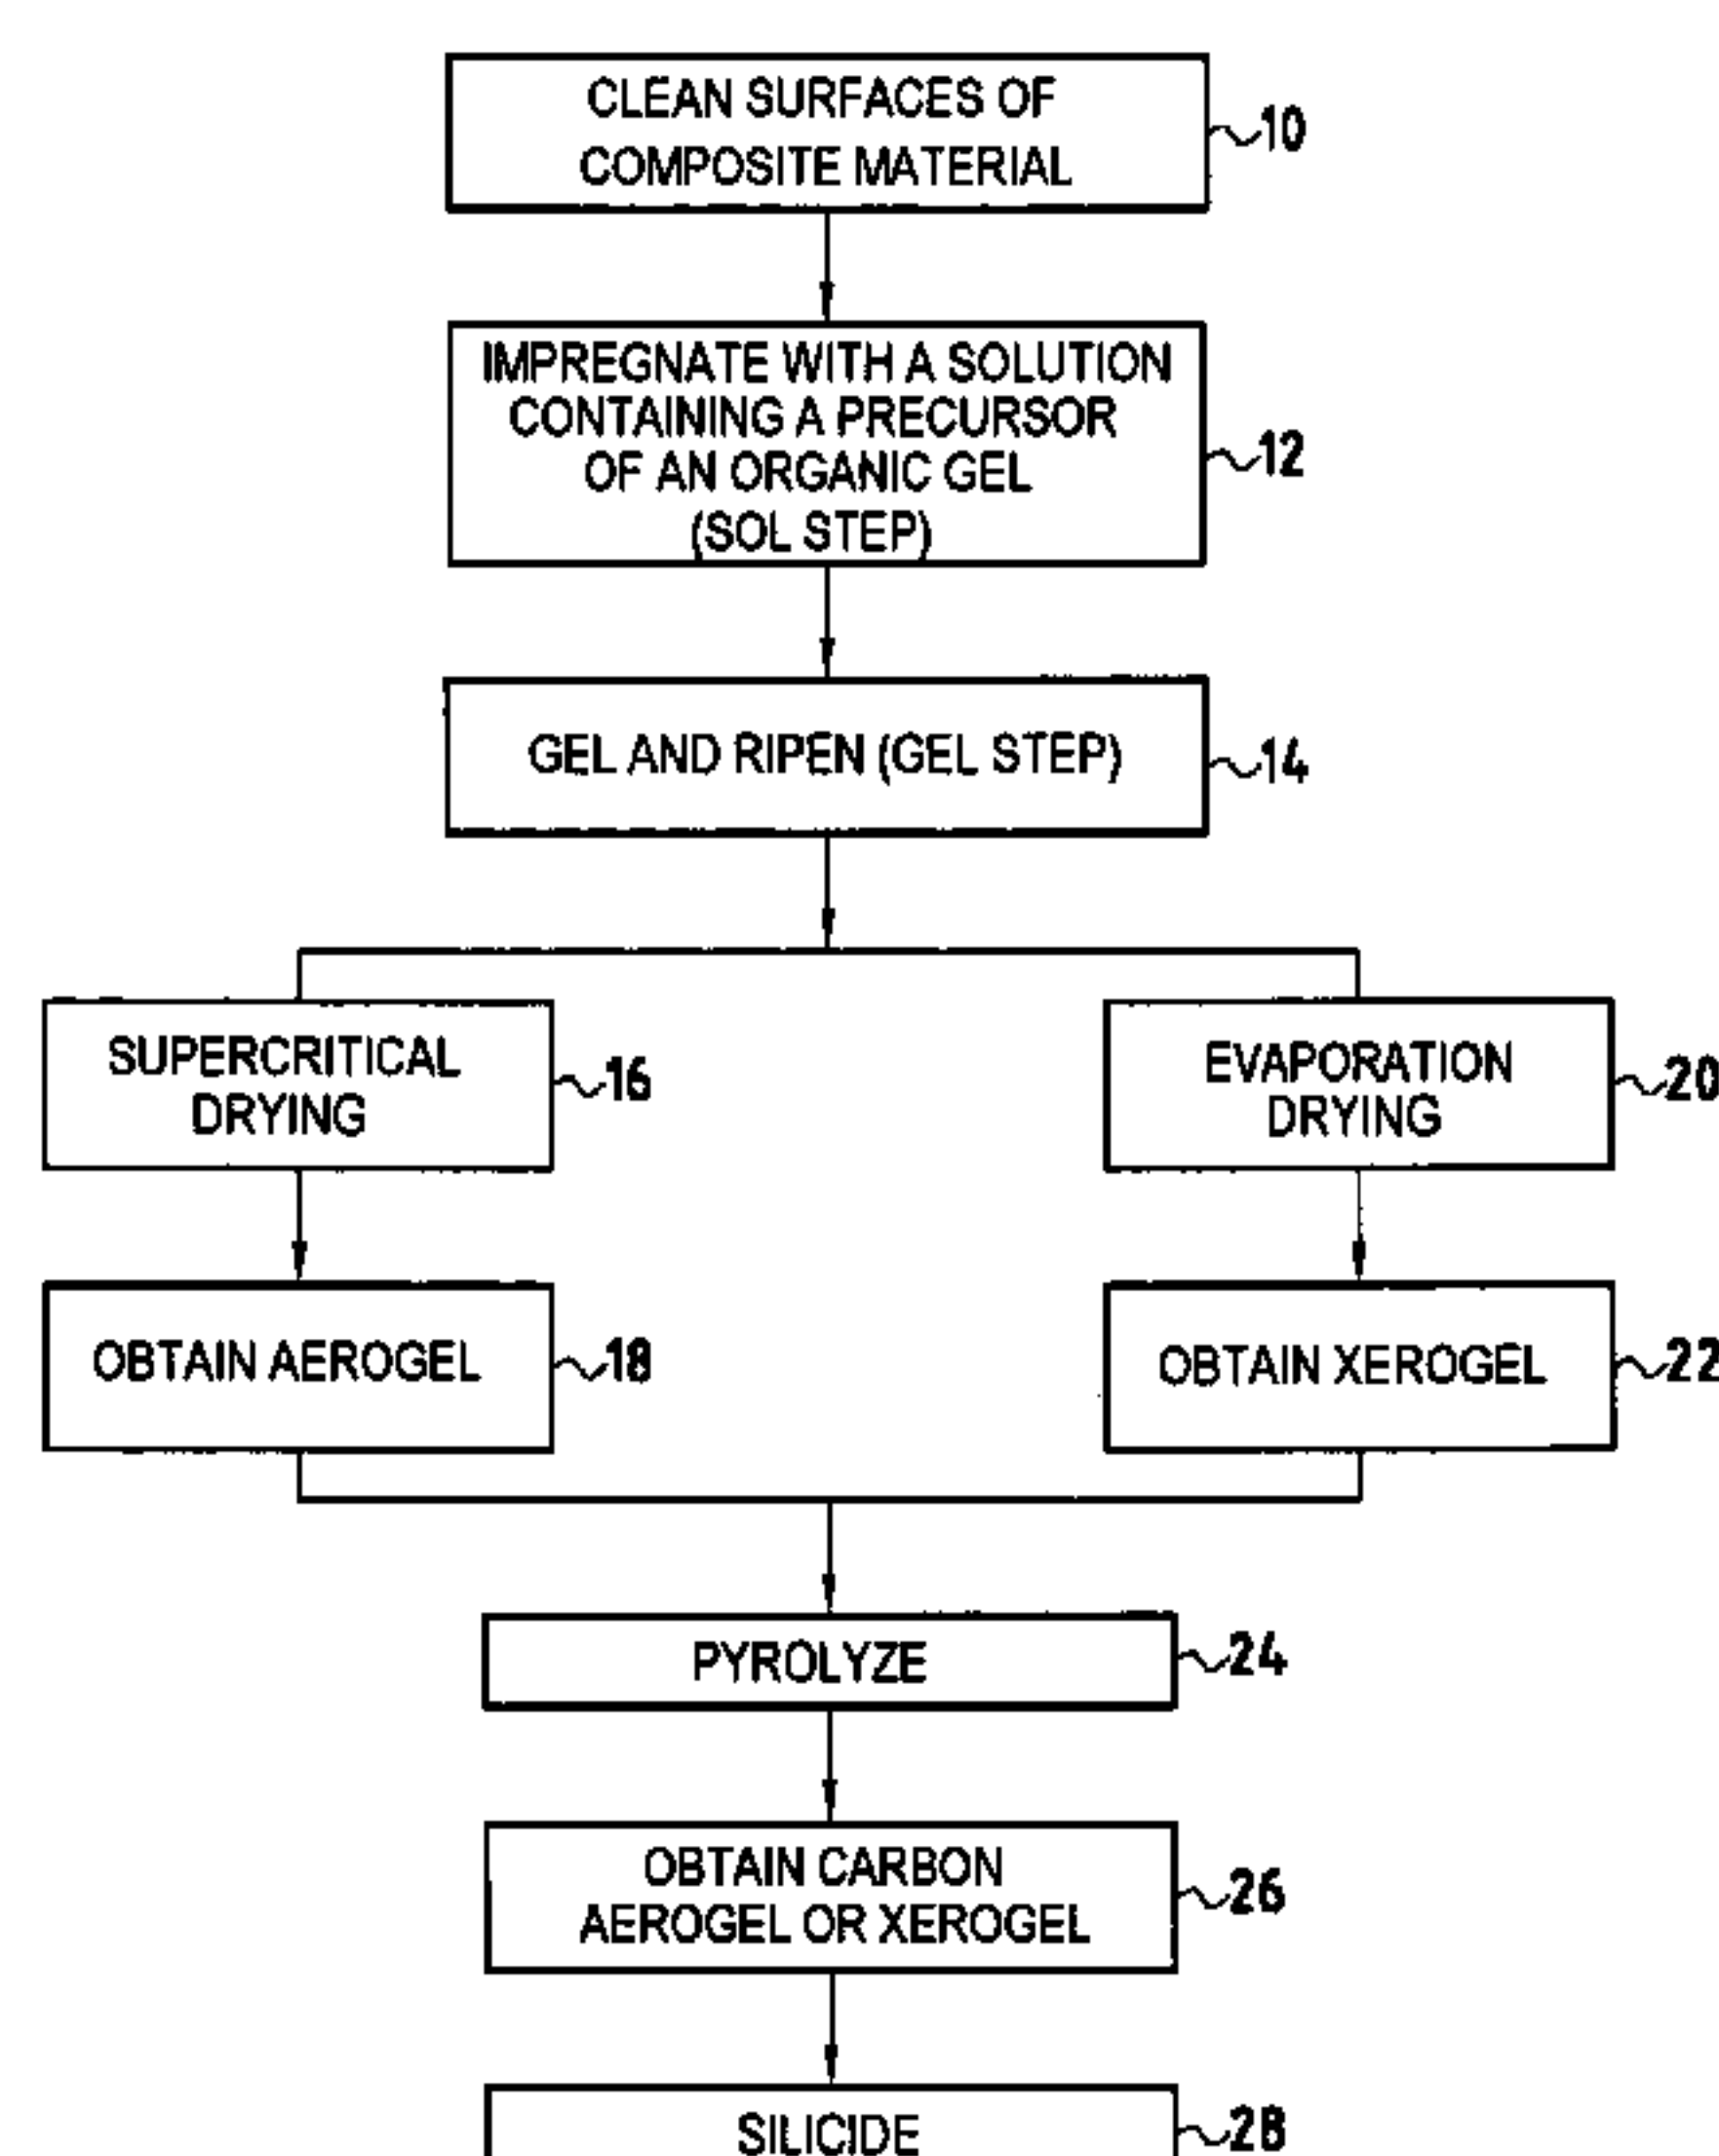 CLEAN SURFACES OF
COMPOSITE MATERIAL
10
IMPREGNATE WITH A SOLUTION
CONTAINING A PRECURSOR
OF AN ORGANIC GEL
(SOL STEP)
12
GEL AND RIPEN (GEL STEP)
14
SUPERCRITICAL
DRYING
16
EVAPORATION
DRYING
20
OBTAIN AEROGEL
18
OBTAIN XEROGEL
22
PYROLYZE
24
OBTAIN CARBON
AEROGEL OR XEROGEL
26
SILICIDE
28